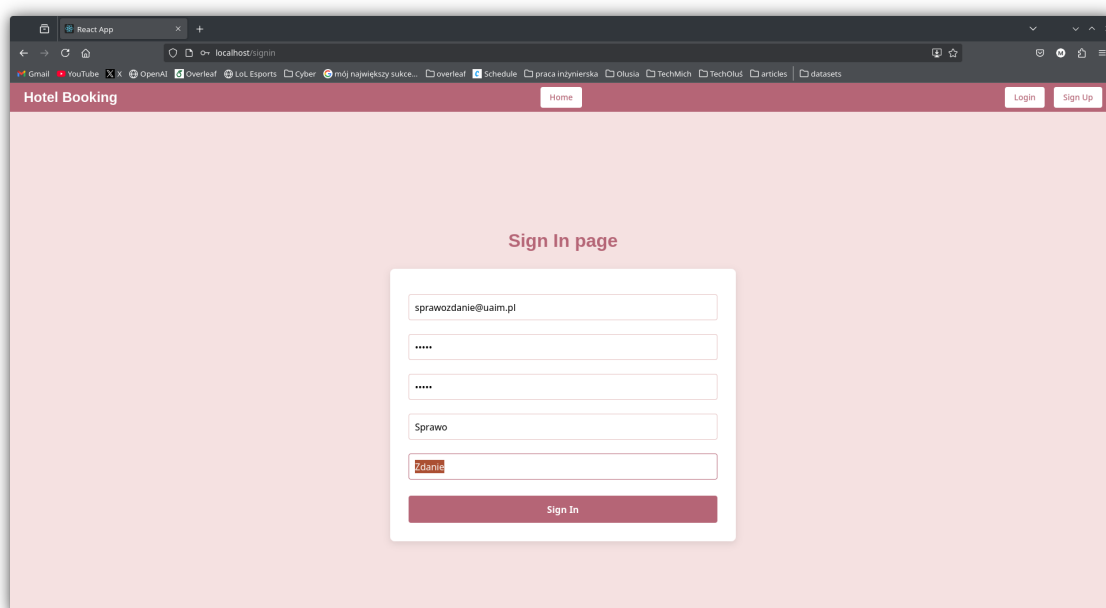 React App
localhost/signin
Gmail YouTube X OpenAI Overleaf LoL Esports Cyber mój największy sukce... overleaf Schedule praca inżynierska Olusia TechMich TechOluś articles datasets
Hotel Booking Home Login Sign Up
Sign In page
sprawozdanie@uaim.pl
•••••
•••••
Sprawo
Zdanie
Sign In